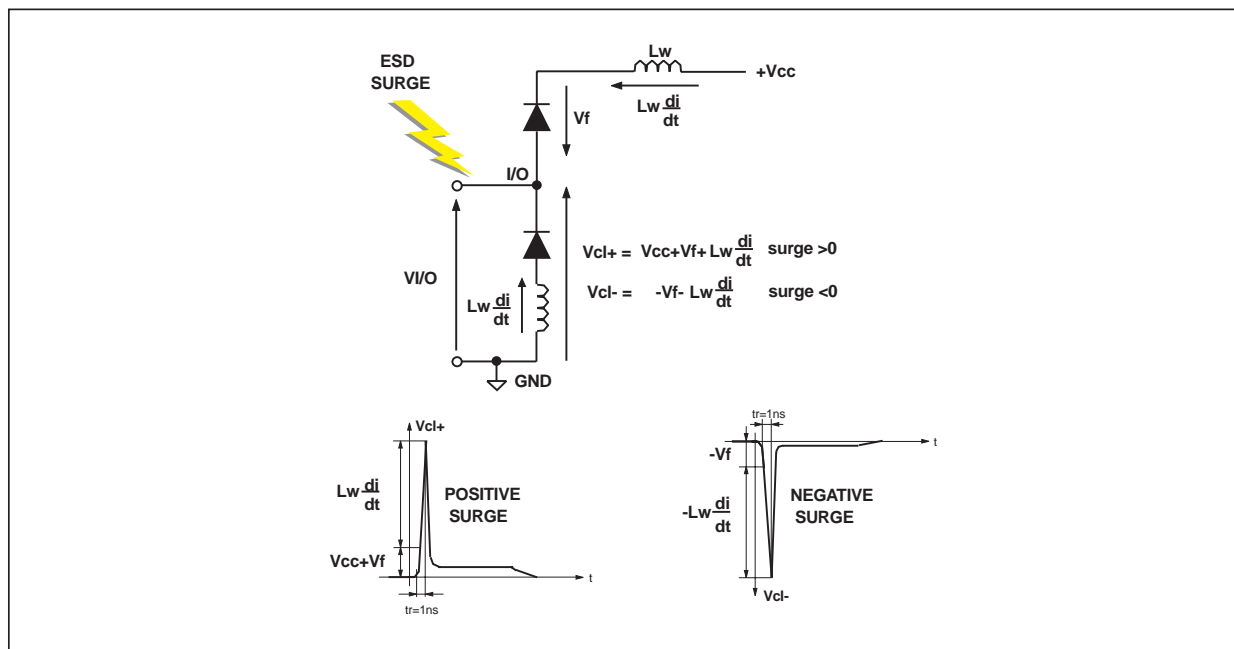 Lw
ESD
SURGE
+Vcc
Lw di/dt
Vf
I/O
Vcl+ = Vcc+Vf+ Lw di/dt surge >0
VI/O
Vcl- = -Vf- Lw di/dt surge <0
Lw di/dt
GND
Vcl+
Lw di/dt
POSITIVE
SURGE
Vcc+Vf
t
tr=1ns
tr=1ns
t
-Vf
-Lw di/dt
NEGATIVE
SURGE
Vcl-